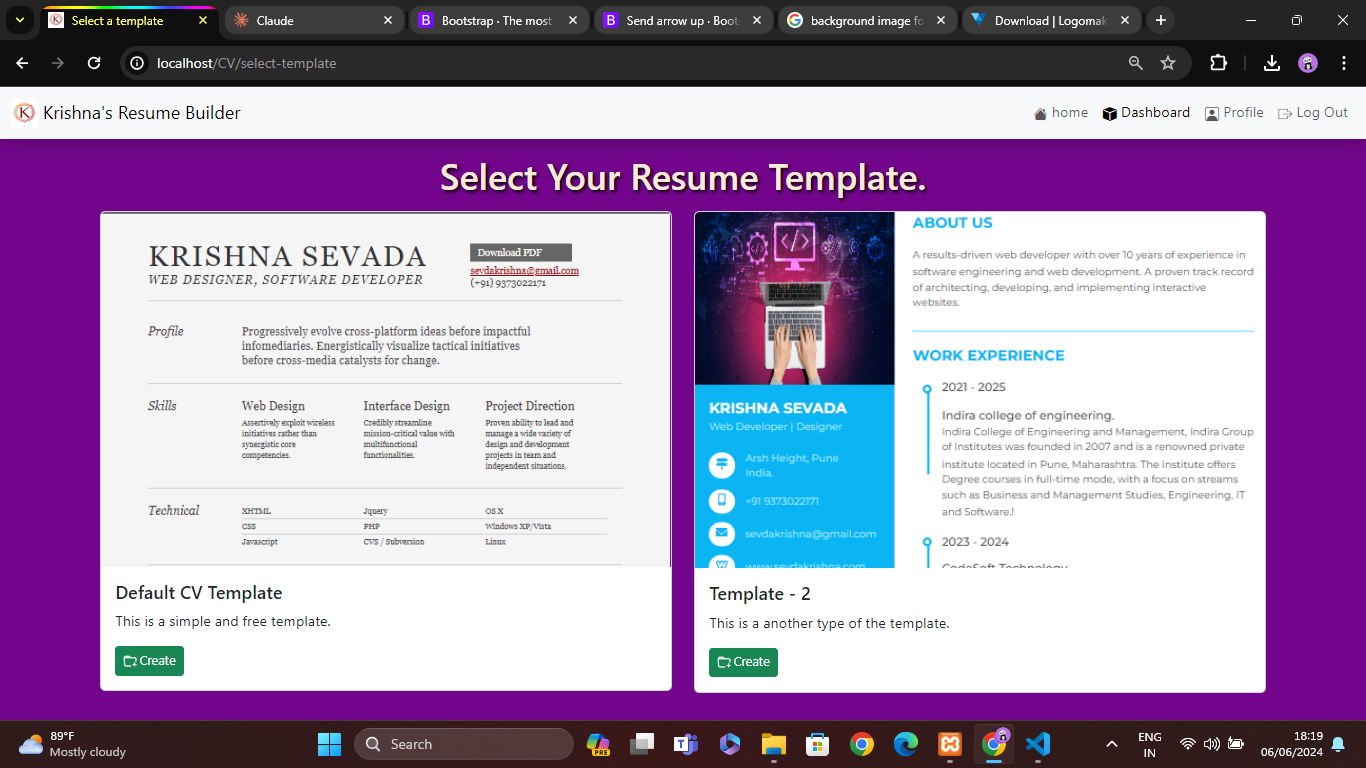 Select a template
Claude
Bootstrap · The most
Send arrow up · Boots
background image fo
Download | Logomak
localhost/CV/select-template
Krishna's Resume Builder
home
Dashboard
Profile
Log Out
Select Your Resume Template.
KRISHNA SEVADA
WEB DESIGNER, SOFTWARE DEVELOPER
Download PDF
sevdakrishna@gmail.com
(+91) 9373022171
Profile
Progressively evolve cross-platform ideas before impactful
infomediaries. Energistically visualize tactical initiatives
before cross-media catalysts for change.
Skills
Web Design
Assertively exploit wireless
initiatives rather than
synergistic core
competencies.
Interface Design
Credibly streamline
mission-critical value with
multifunctional
functionalities.
Project Direction
Proven ability to lead and
manage a wide variety of
design and development
projects in team and
independent situations.
Technical
XHTML Jquery OS X
CSS PHP Windows XP/Vista
Javascript CVS / Subversion Linux
Default CV Template
This is a simple and free template.
Create
</>
KRISHNA SEVADA
Web Developer | Designer
Arsh Height, Pune
India.
+91 9373022171
sevdakrishna@gmail.com
www.sevdakrishna.com
ABOUT US
A results-driven web developer with over 10 years of experience in
software engineering and web development. A proven track record
of architecting, developing, and implementing interactive
websites.
WORK EXPERIENCE
2021 - 2025
Indira college of engineering.
Indira College of Engineering and Management, Indira Group
of Institutes was founded in 2007 and is a renowned private
institute located in Pune, Maharashtra. The institute offers
Degree courses in full-time mode, with a focus on streams
such as Business and Management Studies, Engineering, IT
and Software.!
2023 - 2024
CodeSoft Technology
Template - 2
This is a another type of the template.
Create
89°F
Mostly cloudy
Search
PRE
ENG
IN
18:19
06/06/2024